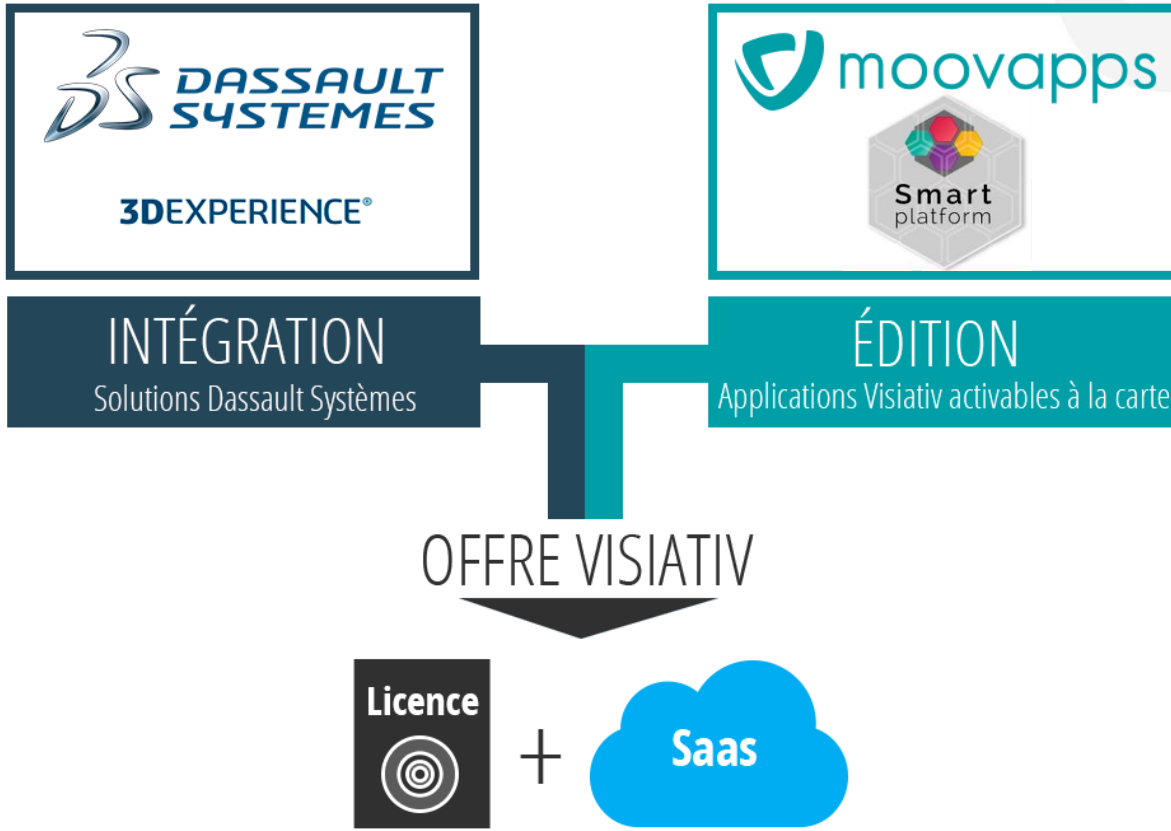 DASSAULT
SYSTEMES
3DEXPERIENCE®
INTÉGRATION
Solutions Dassault Systèmes
moovapps
Smart
platform
ÉDITION
Applications Visiativ activables à la carte
OFFRE VISIATIV
Licence
+
Saas